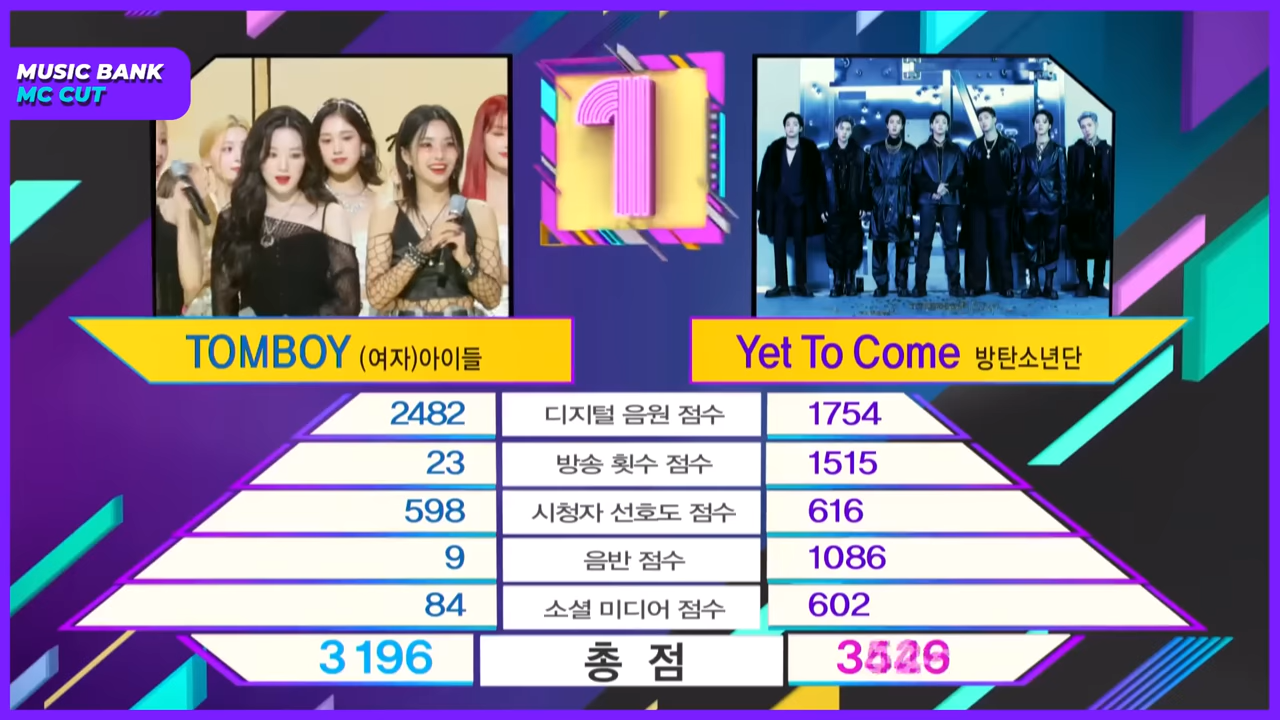 MUSIC BANK
MC CUT
1
TOMBOY (여자)아이들
Yet To Come 방탄소년단
2482 디지털 음원 점수 1754
23 방송 횟수 점수 1515
598 시청자 선호도 점수 616
9 음반 점수 1086
84 소셜 미디어 점수 602
3196 총 점